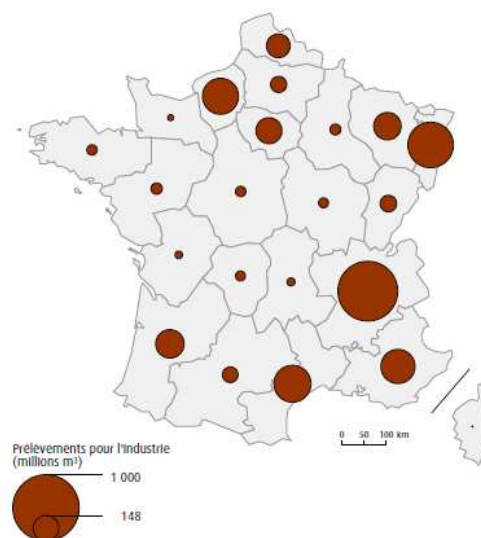 0 50 100 km
Prélèvements pour l'industrie
(millions m³)
1 000
148